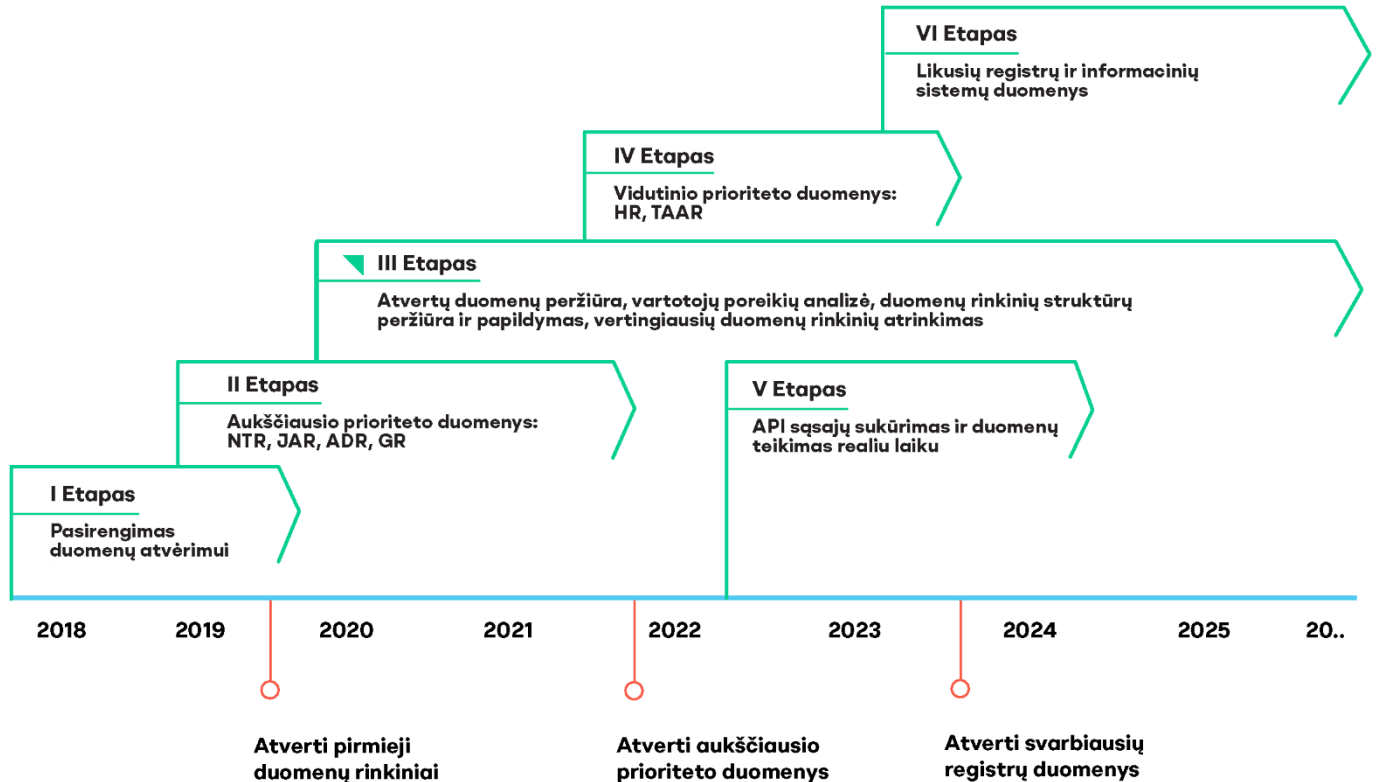 VI Etapas
Likusių registrų ir informacinių
sistemų duomenys
IV Etapas
Vidutinio prioriteto duomenys:
HR, TAAR
III Etapas
Atvertų duomenų peržiūra, vartotojų poreikių analizė, duomenų rinkinių struktūrų
peržiūra ir papildymas, vertingiausių duomenų rinkinių atrinkimas
II Etapas
Aukščiausio prioriteto duomenys:
NTR, JAR, ADR, GR
V Etapas
API sąsajų sukūrimas ir duomenų
teikimas realiu laiku
I Etapas
Pasirengimas
duomenų atvėrimui
2018 2019 2020 2021 2022 2023 2024 2025 20..
Atverti pirmieji
duomenų rinkiniai
Atverti aukščiausio
prioriteto duomenys
Atverti svarbiausių
registrų duomenys